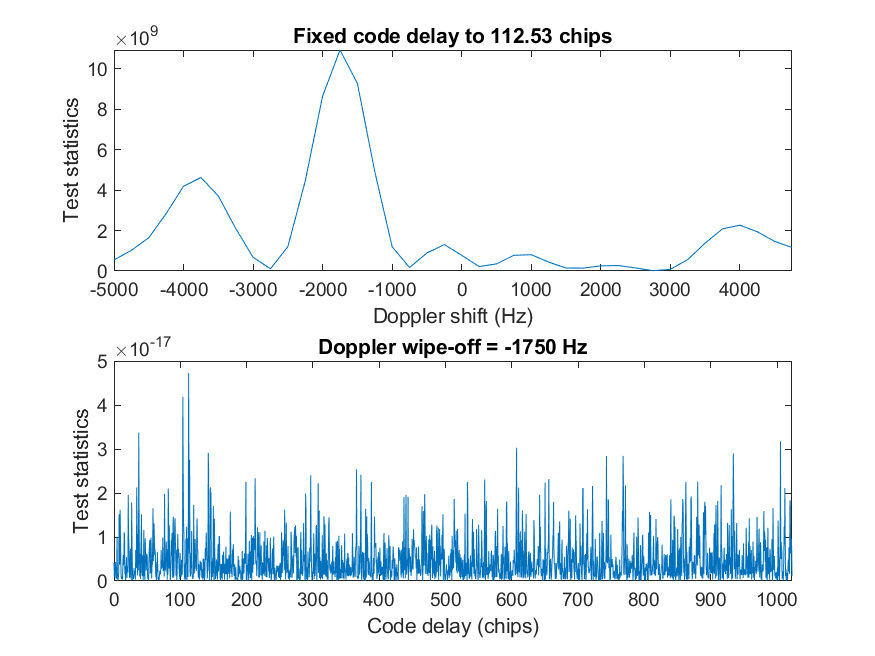 ×10^9
Fixed code delay to 112.53 chips
10
8
6
4
2
0
Test statistics
-5000 -4000 -3000 -2000 -1000 0 1000 2000 3000 4000
Doppler shift (Hz)
×10^-17
Doppler wipe-off = -1750 Hz
5
4
3
2
1
0
Test statistics
0 100 200 300 400 500 600 700 800 900 1000
Code delay (chips)